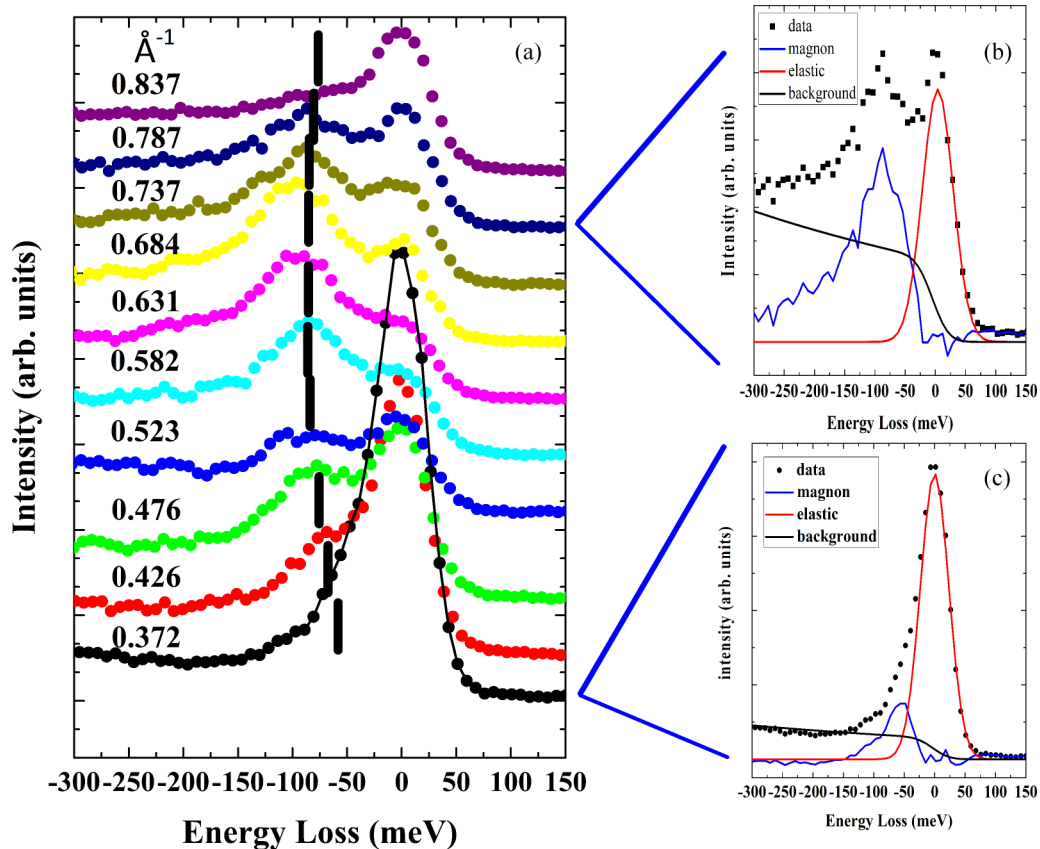 (a)
Å-1
0.837
0.787
0.737
0.684
0.631
0.582
0.523
0.476
0.426
0.372
Intensity (arb. units)
-300 -250 -200 -150 -100 -50 0 50 100 150
Energy Loss (meV)
(b)
data
magnon
elastic
background
Intensity (arb. units)
-300 -250 -200 -150 -100 -50 0 50 100 150
Energy Loss (meV)
(c)
data
magnon
elastic
background
intensity (arb. units)
-300 -250 -200 -150 -100 -50 0 50 100 150
Energy Loss (meV)